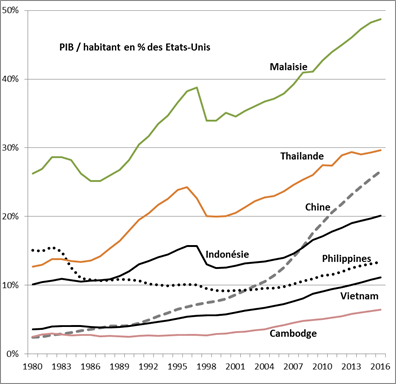 50%
PIB / habitant en % des Etats-Unis
Malaisie
40%
30%
Thailande
Chine
20%
Indonésie
Philippines
10%
Vietnam
Cambodge
0%
1980 1983 1986 1989 1992 1995 1998 2001 2004 2007 2010 2013 2016